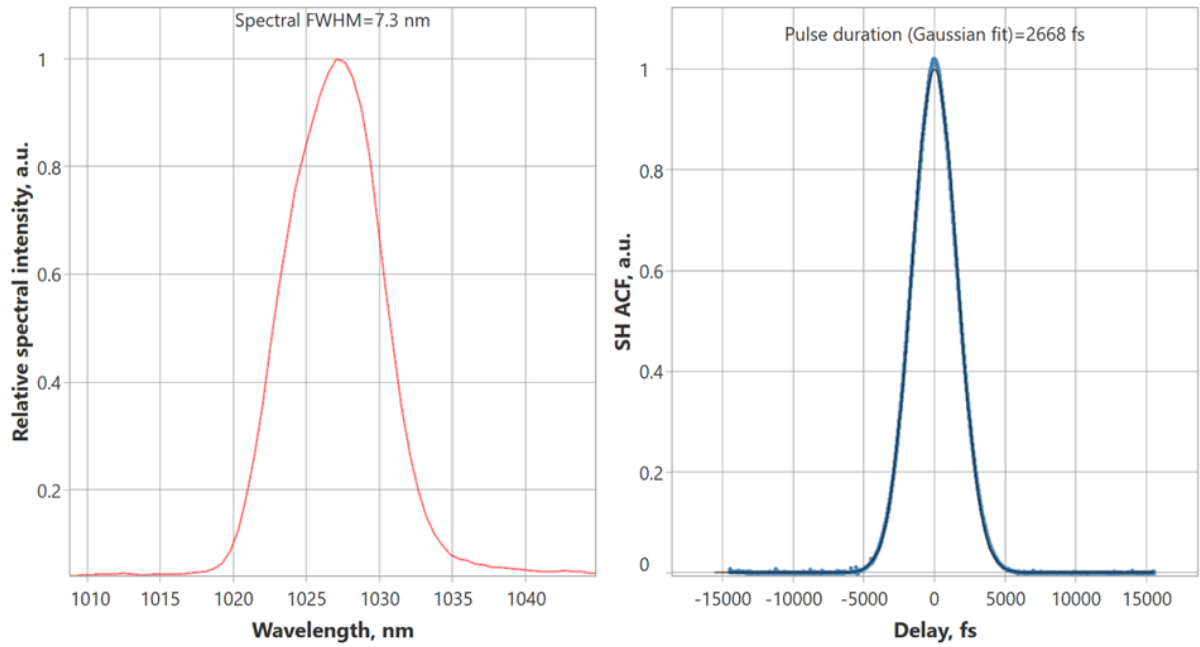 Spectral FWHM=7.3 nm
1
0.8
0.6
0.4
0.2
Relative spectral intensity, a.u.
1010 1015 1020 1025 1030 1035 1040
Wavelength, nm
Pulse duration (Gaussian fit)=2668 fs
1
0.8
0.6
0.4
0.2
0
SH ACF, a.u.
-15000 -10000 -5000 0 5000 10000 15000
Delay, fs